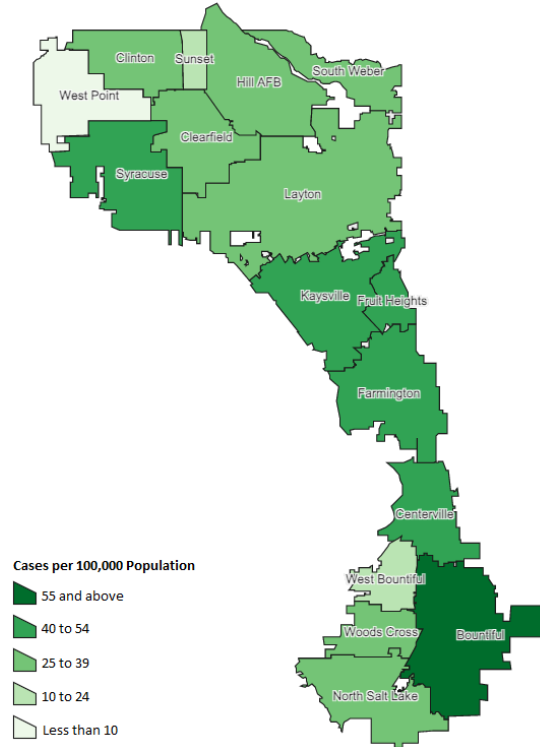 Clinton
Sunset
Hill AFB
South Weber
West Point
Clearfield
Syracuse
Layton
Kaysville
Fruit Heights
Farmington
Centerville
West Bountiful
Woods Cross
Bountiful
North Salt Lake
Cases per 100,000 Population
55 and above
40 to 54
25 to 39
10 to 24
Less than 10